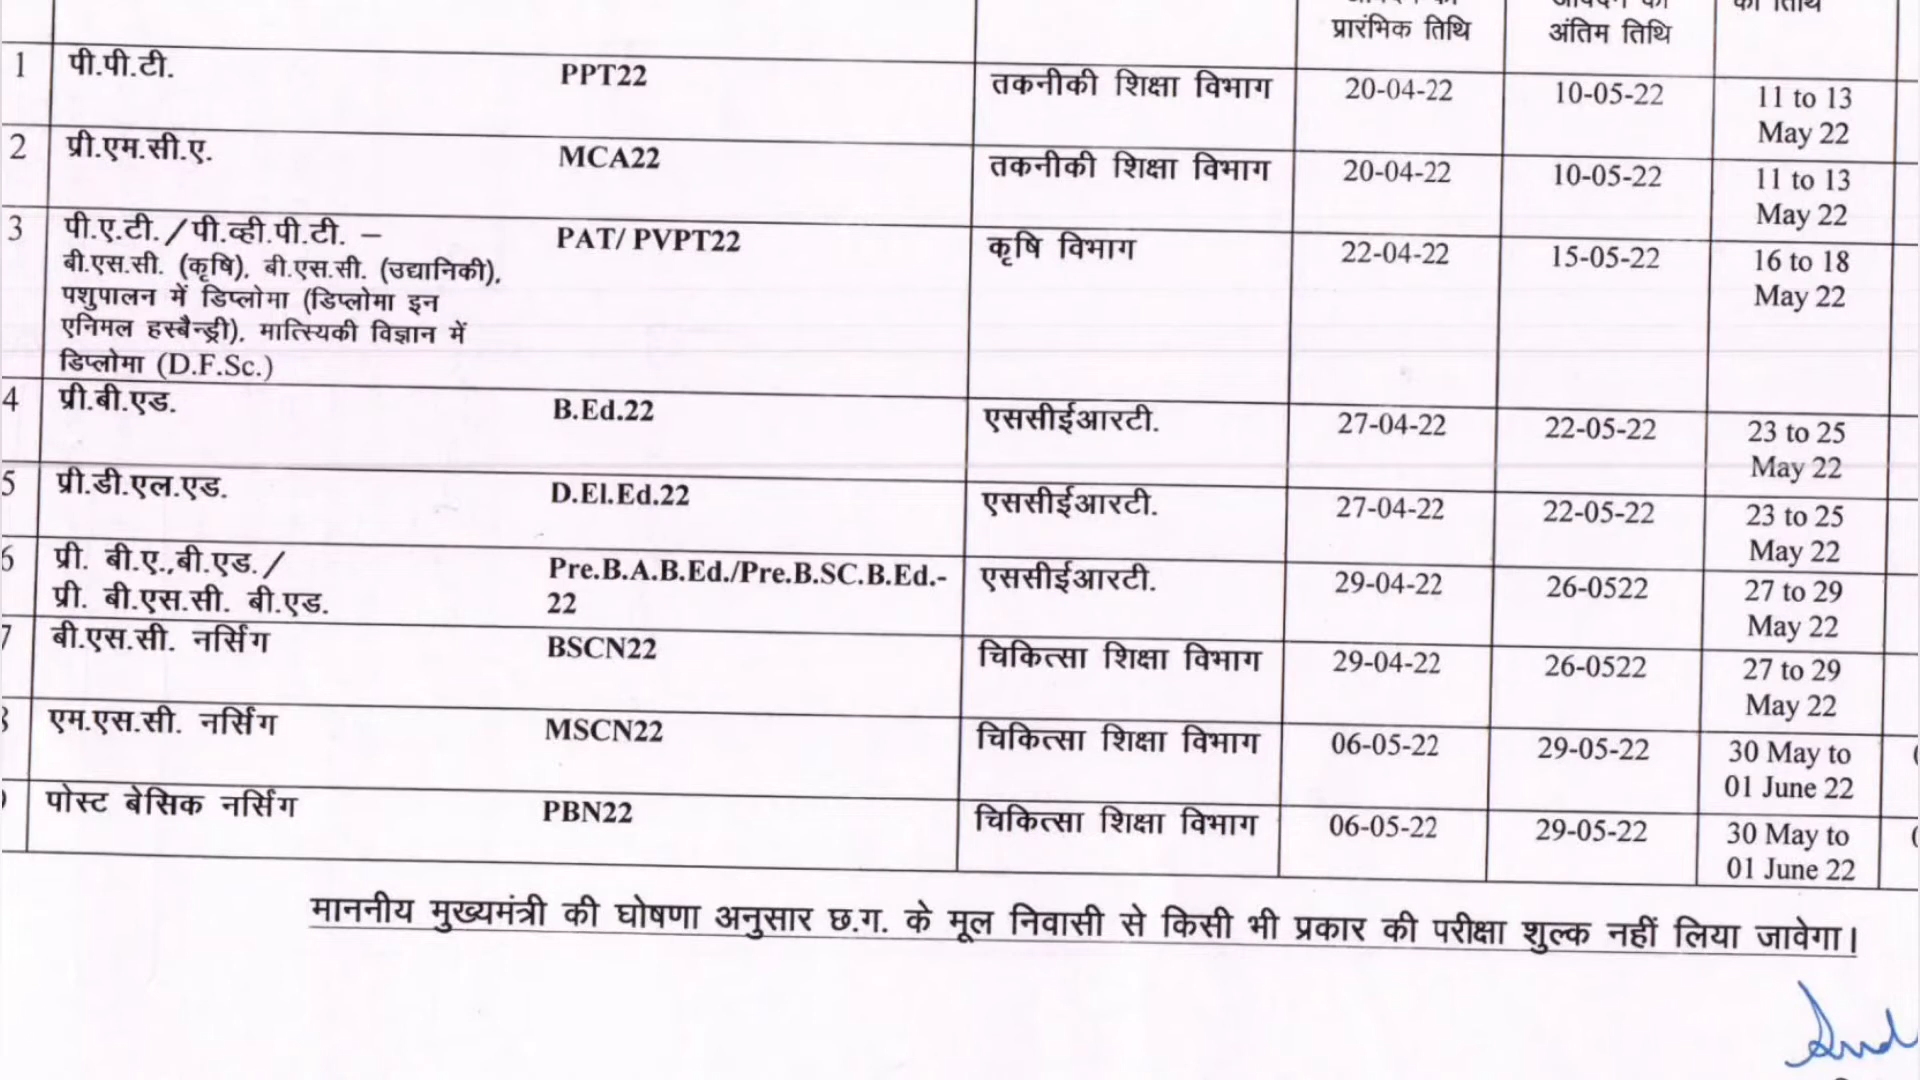 प्रारंभिक तिथि अंतिम तिथि
1 पी.पी.टी. PPT22 तकनीकी शिक्षा विभाग 20-04-22 10-05-22 11 to 13
May 22
2 प्री.एम.सी.ए. MCA22 तकनीकी शिक्षा विभाग 20-04-22 10-05-22 11 to 13
May 22
3 पी.ए.टी./पी.व्ही.पी.टी. – PAT/ PVPT22 कृषि विभाग 22-04-22 15-05-22 16 to 18
May 22
बी.एस.सी. (कृषि), बी.एस.सी. (उद्यानिकी),
पशुपालन में डिप्लोमा (डिप्लोमा इन
एनिमल हस्बैन्ड्री), मात्स्यिकी विज्ञान में
डिप्लोमा (D.F.Sc.)
4 प्री.बी.एड. B.Ed.22 एससीईआरटी. 27-04-22 22-05-22 23 to 25
May 22
5 प्री.डी.एल.एड. D.El.Ed.22 एससीईआरटी. 27-04-22 22-05-22 23 to 25
May 22
6 प्री. बी.ए.,बी.एड./ Pre.B.A.B.Ed./Pre.B.SC.B.Ed.- एससीईआरटी. 29-04-22 26-0522 27 to 29
प्री. बी.एस.सी. बी.एड. 22 May 22
7 बी.एस.सी. नर्सिंग BSCN22 चिकित्सा शिक्षा विभाग 29-04-22 26-0522 27 to 29
May 22
एम.एस.सी. नर्सिंग MSCN22 चिकित्सा शिक्षा विभाग 06-05-22 29-05-22 30 May to
01 June 22
पोस्ट बेसिक नर्सिंग PBN22 चिकित्सा शिक्षा विभाग 06-05-22 29-05-22 30 May to
01 June 22
माननीय मुख्यमंत्री की घोषणा अनुसार छ.ग. के मूल निवासी से किसी भी प्रकार की परीक्षा शुल्क नहीं लिया जावेगा।